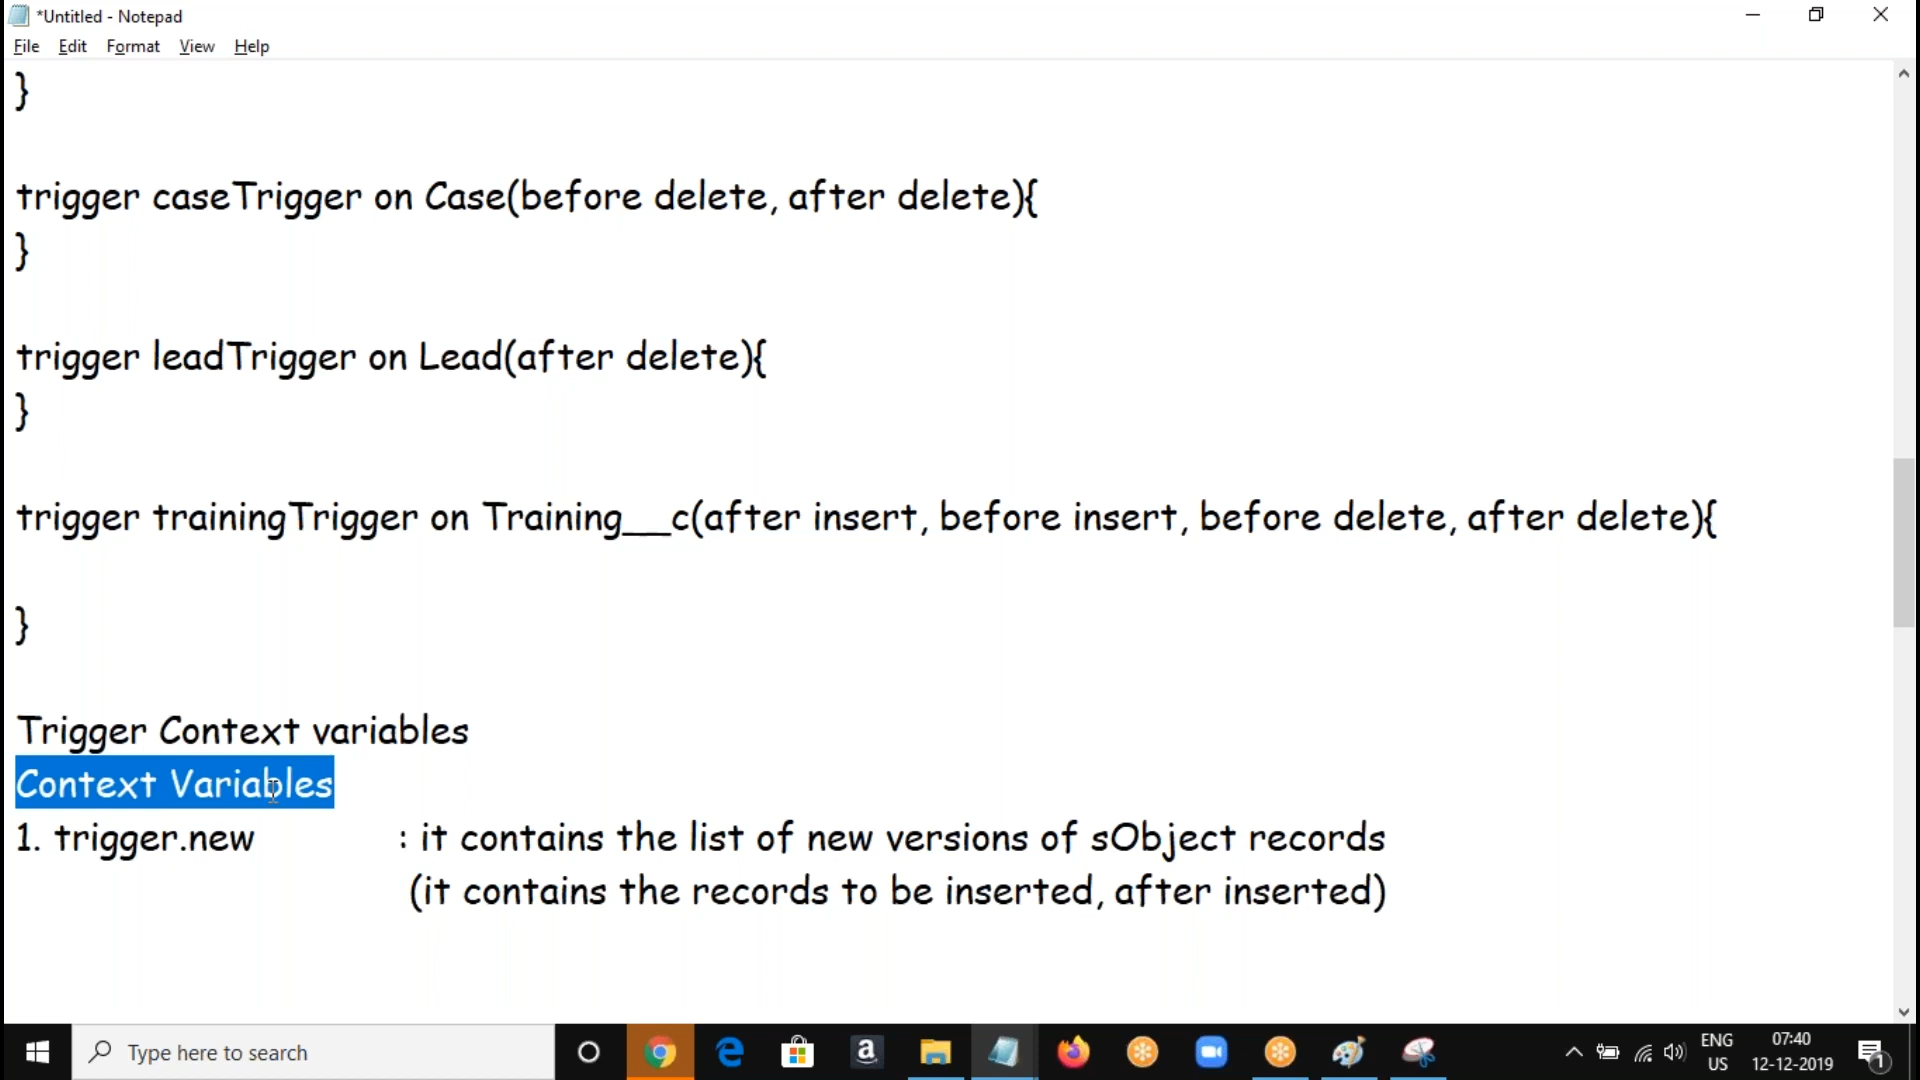 *Untitled - Notepad
File Edit Format View Help
}
trigger caseTrigger on Case(before delete, after delete){
}
trigger leadTrigger on Lead(after delete){
}
trigger trainingTrigger on Training__c(after insert, before insert, before delete, after delete){
}
Trigger Context variables
Context Variables
1. trigger.new : it contains the list of new versions of sObject records
(it contains the records to be inserted, after inserted)
Type here to search
a
ENG
US
07:40
12-12-2019
1